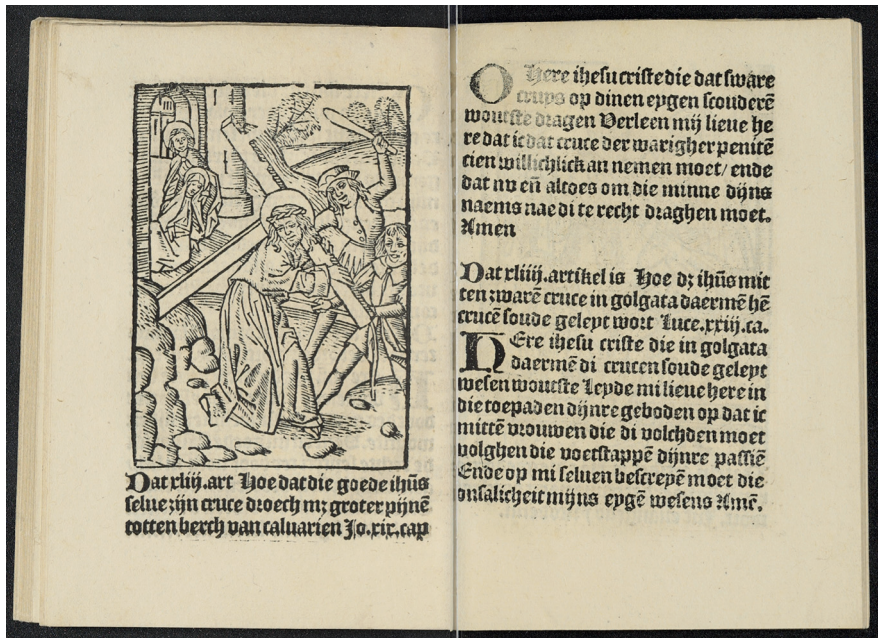 Dat xliij.art Hoe dat die goede ihūs
selue zijn cruce droech mz groter pijnē
totten berch van caluarien Jo.xix.cap
O Here ihesu criste die dat sware
cruys op dinen eygen scouderē
woutste dragen Verleen mij lieue he
re dat ic dat cruce der warigher penitē
cien willichlick an nemen moet/ ende
dat nv en̄ altoes om die minne dijns
naems nae di te recht draghen moet.
Amen
Dat xliiij.artikel is Hoe dz ihūs mit
ten zwarē cruce in golgata daermē hē
crucē soude geleyt wort Luce.xxiij.ca.
HEre ihesu criste die in golgata
daermē di crucen soude geleyt
wesen woutste Leyde mi lieue here in
die toepaden dijnre geboden op dat ic
mittē vrouwen die di volchden moet
volghen die voetstappē dijnre passiē
Ende op mi seluen bescreyen moet die
onsalicheit mijns eygē wesens Amē.